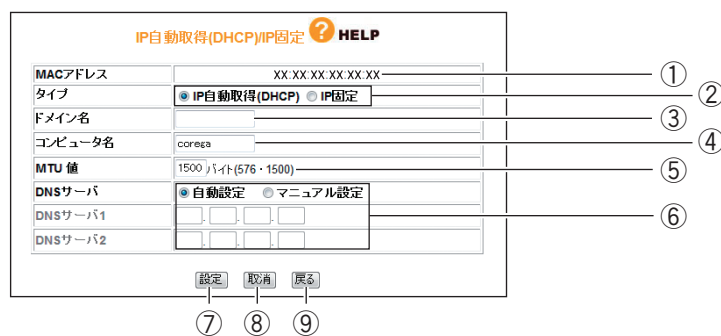 IP自動取得(DHCP)/IP固定 ? HELP
MACアドレス XX:XX:XX:XX:XX:XX ①
タイプ IP自動取得(DHCP) IP固定 ②
ドメイン名 ③
コンピュータ名 corega ④
MTU 値 1500 バイト(576・1500) ⑤
DNSサーバ 自動設定 マニュアル設定 ⑥
DNSサーバ1 . . .
DNSサーバ2 . . .
設定 取消 戻る
⑦ ⑧ ⑨